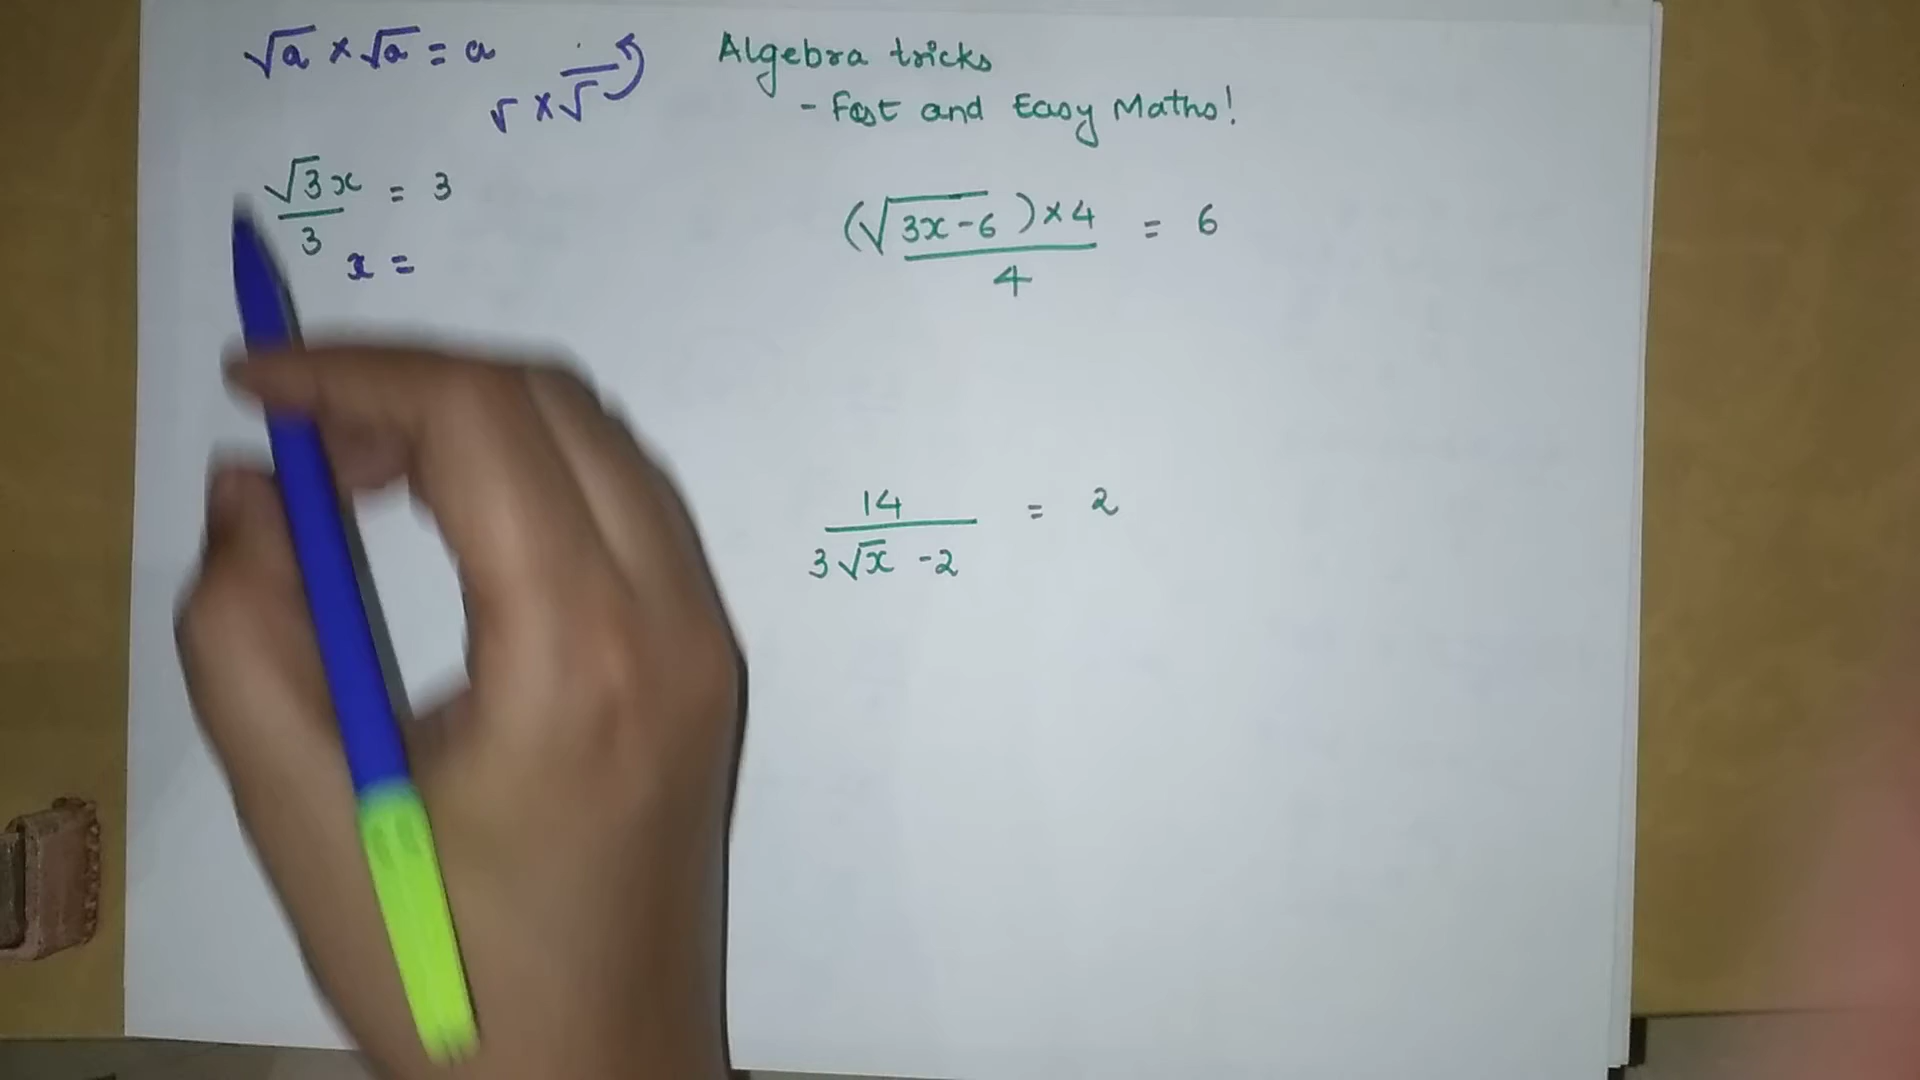 √a × √a = a
√ × √
Algebra tricks
- Fast and Easy Maths!
√3x / 3 = 3
x =
(√3x-6) × 4 / 4 = 6
14 / 3√x - 2 = 2